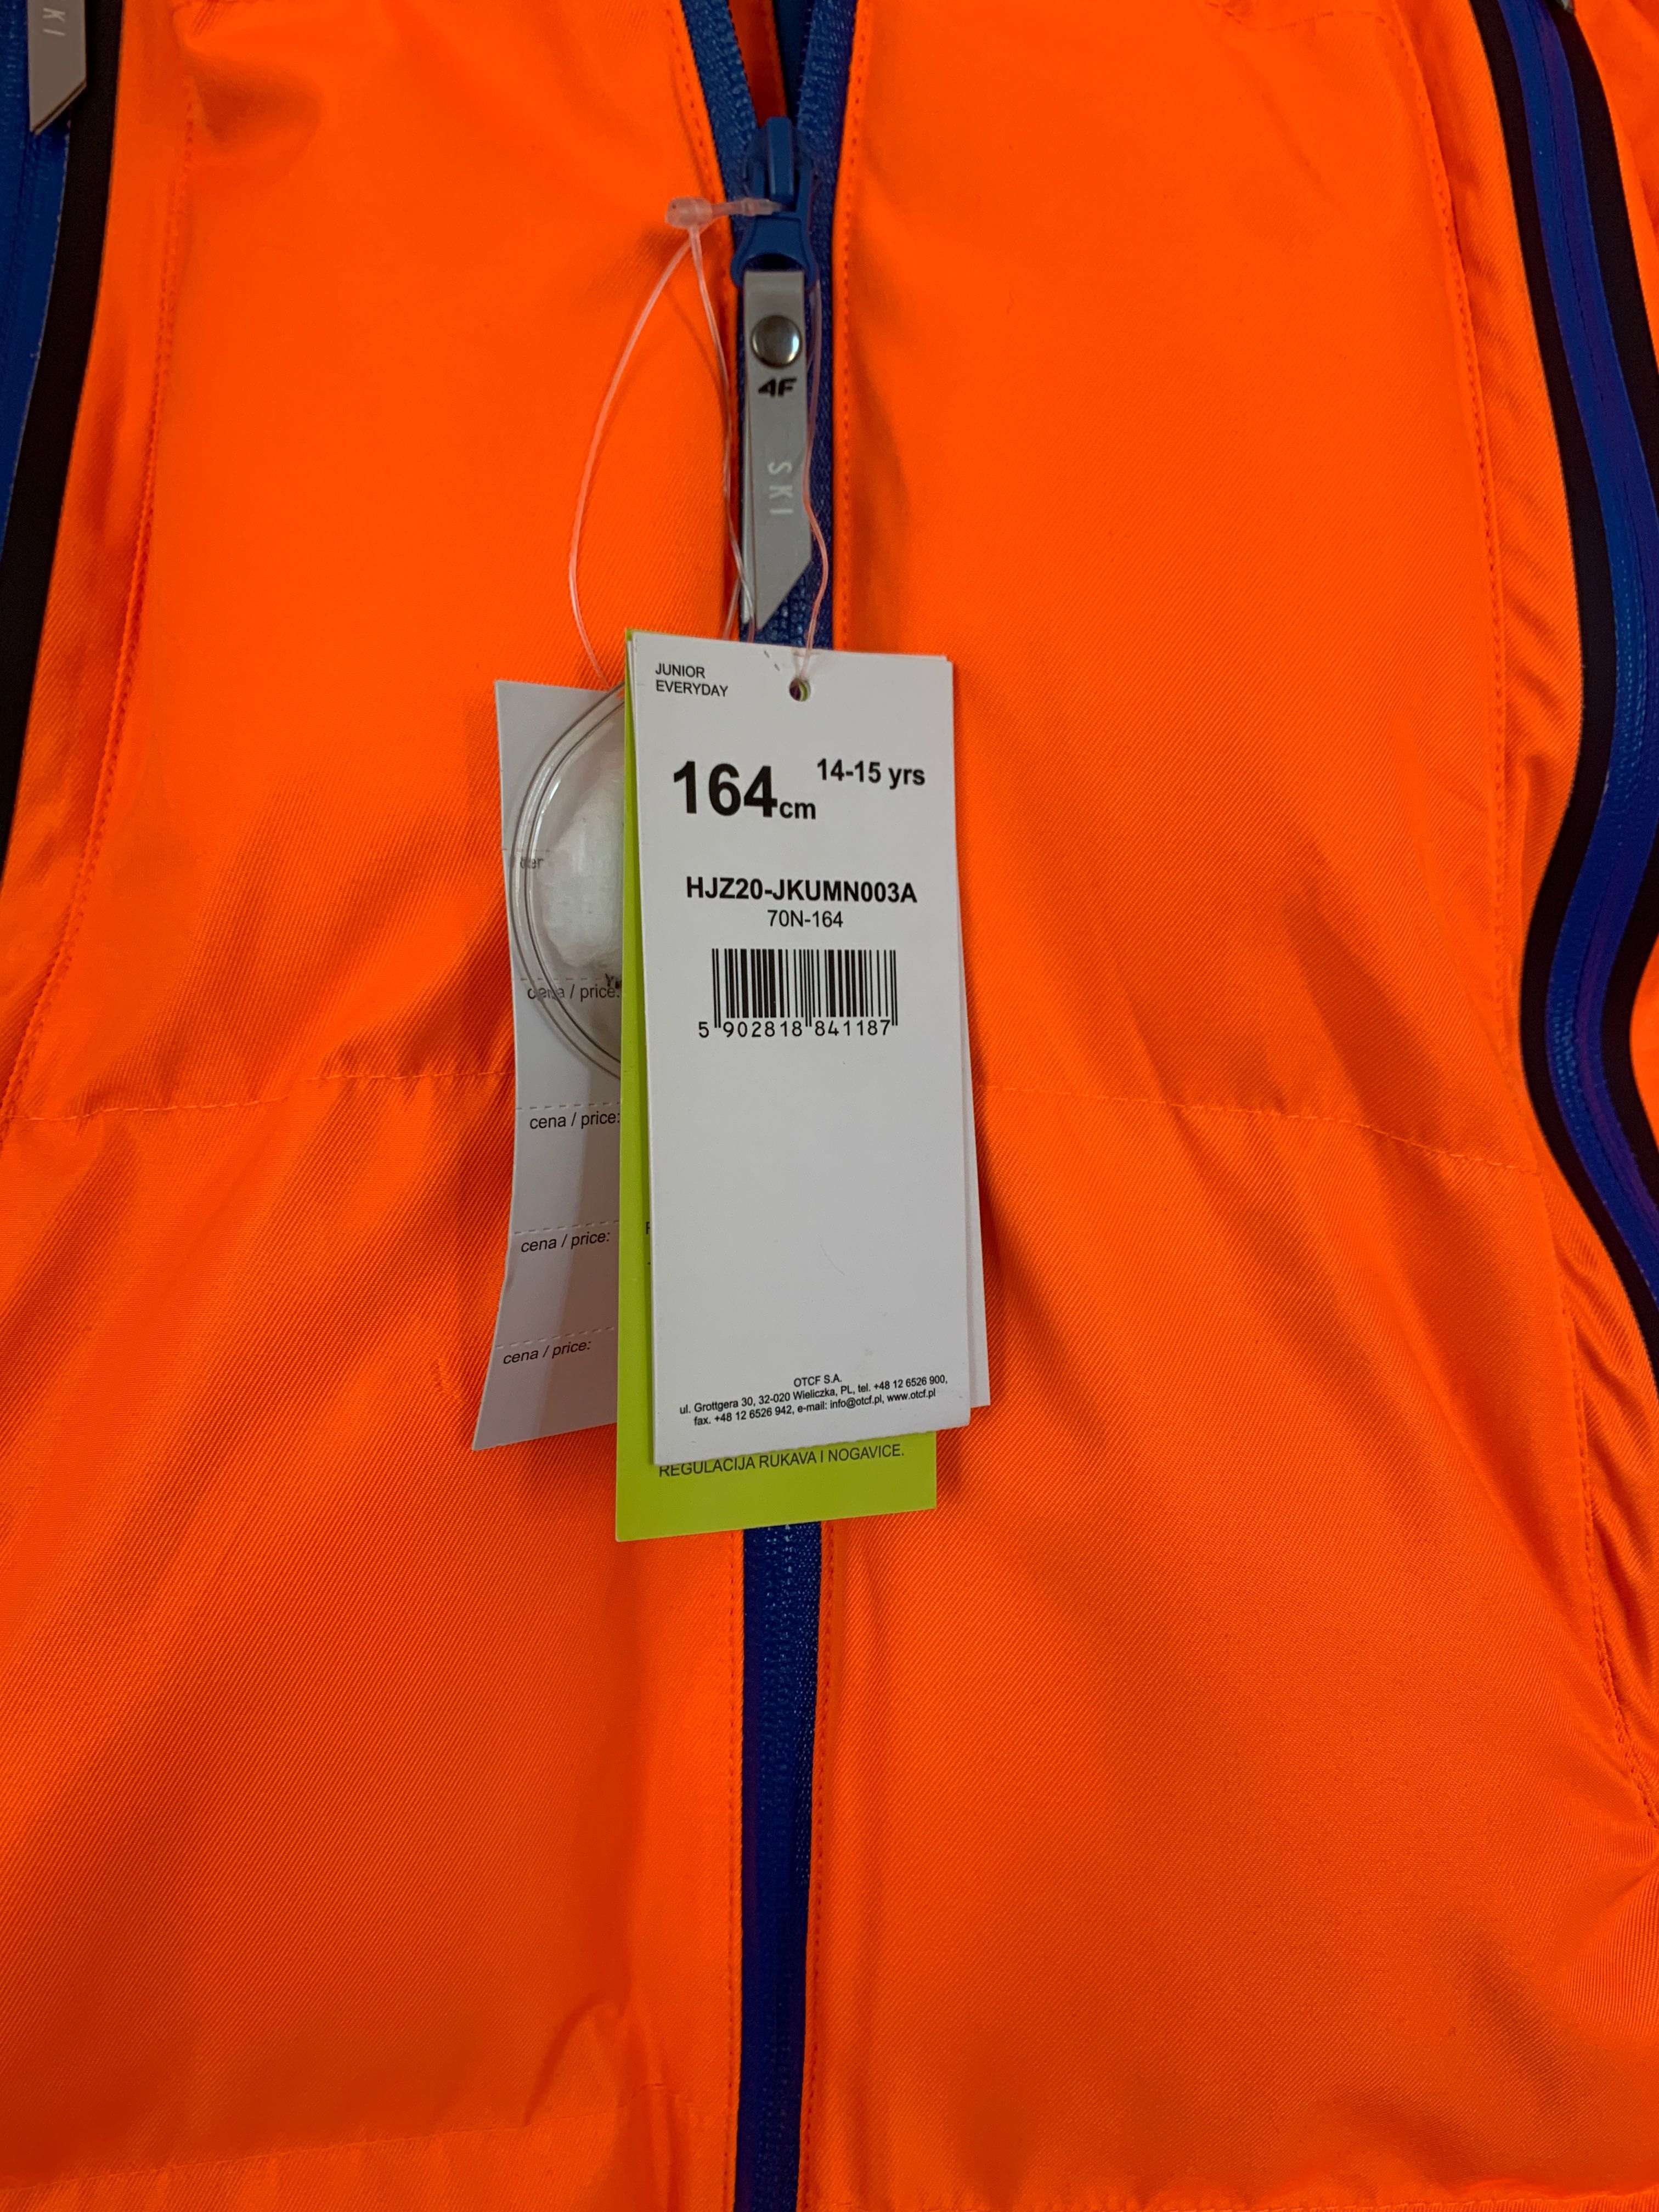 SKI
4F
SKI
JUNIOR
EVERYDAY
164cm 14-15 yrs
HJZ20-JKUMN003A
70N-164
5 902818 841187
cena / price:
cena / price:
cena / price:
cena / price:
OTCF S.A.
ul. Grottgera 30, 32-020 Wieliczka, PL, tel. +48 12 6526 900,
fax. +48 12 6526 942, e-mail: info@otcf.pl, www.otcf.pl
REGULACIJA RUKAVA I NOGAVICE.